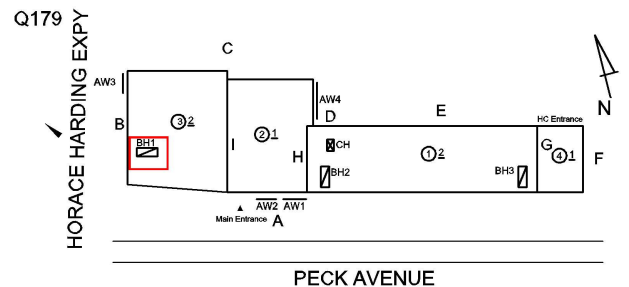 Q179
HORACE HARDING EXPY
C
AW3
AW4
D
E
HC Entrance
N
B
3 2
2 1
BH1
I
H
CH
1 2
G
4 1
F
BH2
BH3
AW2
AW1
Main Entrance
A
PECK AVENUE